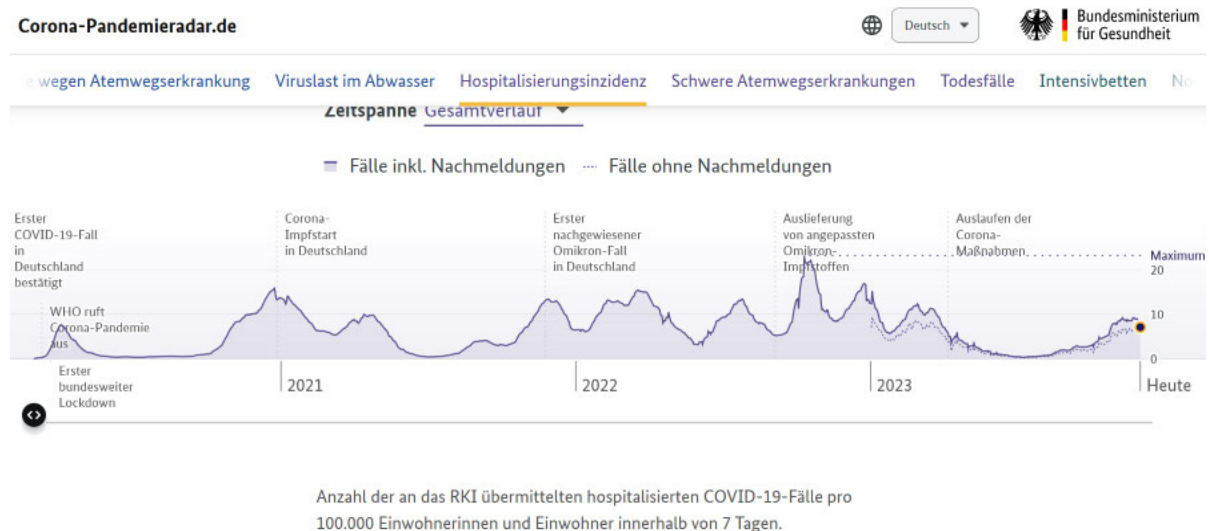 Corona-Pandemieradar.de
Deutsch
Bundesministerium
für Gesundheit
wegen Atemwegserkrankung Viruslast im Abwasser Hospitalisierungsinzidenz Schwere Atemwegserkrankungen Todesfälle Intensivbetten
Zeitspanne Gesamtverlauf
Fälle inkl. Nachmeldungen Fälle ohne Nachmeldungen
Erster
COVID-19-Fall
in
Deutschland
bestätigt
WHO ruft
Corona-Pandemie
aus
Erster
bundesweiter
Lockdown
Corona-
Impfstart
in Deutschland
Erster
nachgewiesener
Omikron-Fall
in Deutschland
Auslieferung
von angepassten
Omikron-
Impfstoffen
Auslaufen der
Corona-
Maßnahmen
Maximum
20
10
0
2021
2022
2023
Heute
Anzahl der an das RKI übermittelten hospitalisierten COVID-19-Fälle pro
100.000 Einwohnerinnen und Einwohner innerhalb von 7 Tagen.